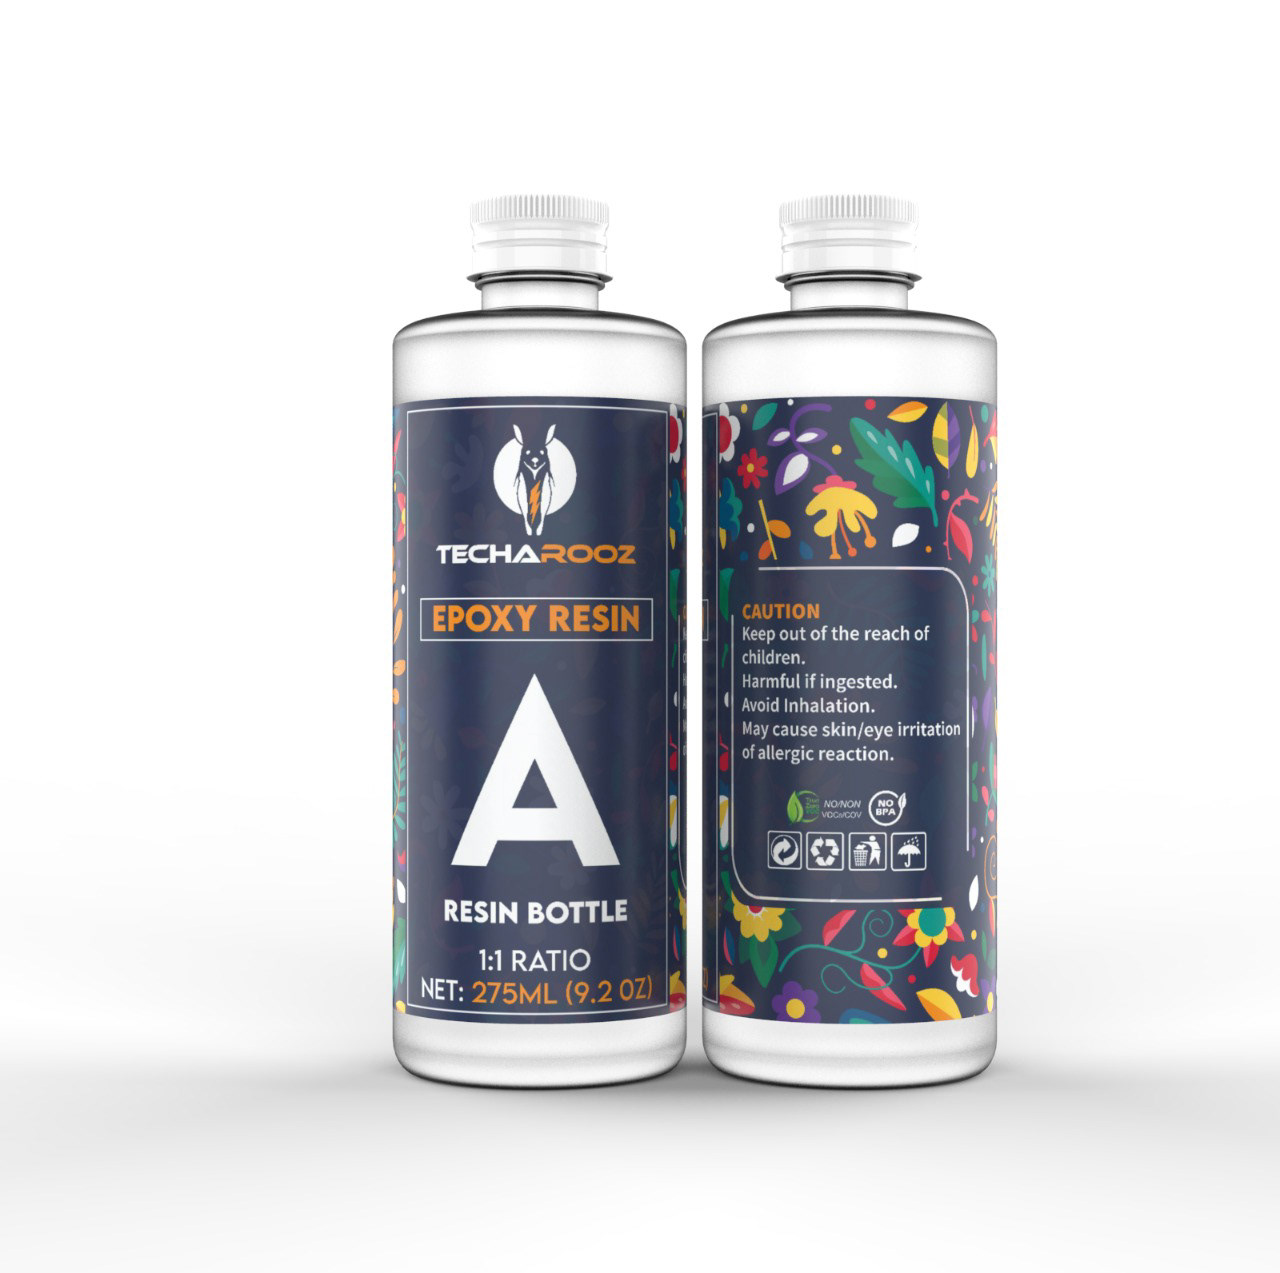 TECHAROOZ
EPOXY RESIN
A
RESIN BOTTLE
1:1 RATIO
NET: 275ML (9.2 OZ)
CAUTION
Keep out of the reach of
children.
Harmful if ingested.
Avoid Inhalation.
May cause skin/eye irritation
of allergic reaction.
NO/NON
VOCs/COV
NO
BPA